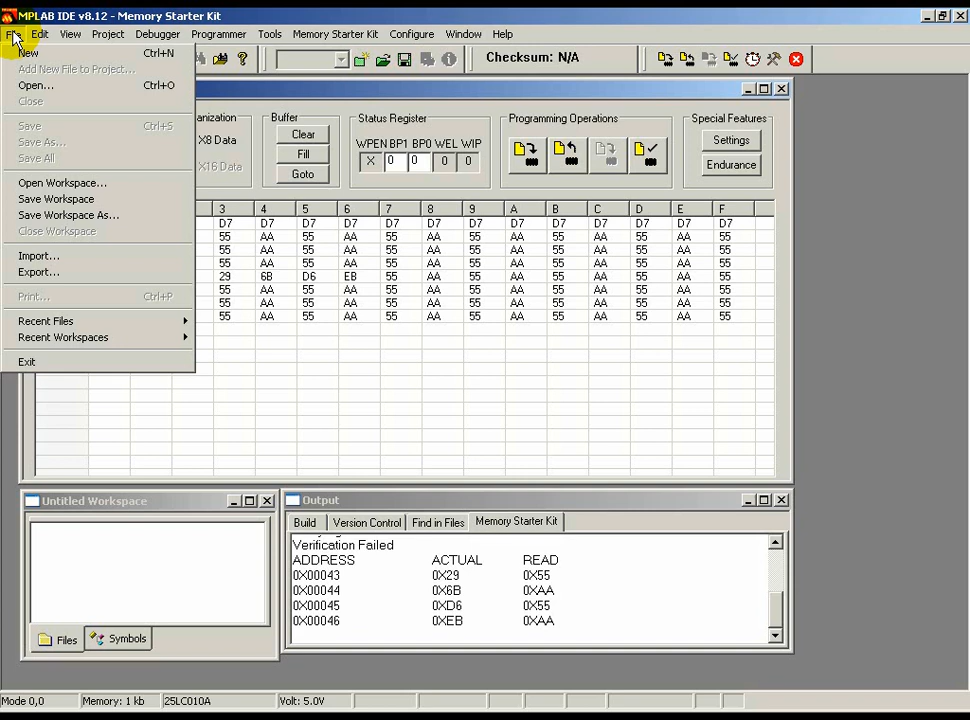 MPLAB IDE v8.12 - Memory Starter Kit
Edit View Project Debugger Programmer Tools Memory Starter Kit Configure Window Help
New Ctrl+N
Add New File to Project...
Open... Ctrl+O
Close
Save Ctrl+S
Save As...
Save All
Open Workspace...
Save Workspace
Save Workspace As...
Close Workspace
Import...
Export...
Print... Ctrl+P
Recent Files
Recent Workspaces
Exit
Checksum: N/A
X8 Data
X16 Data
Buffer
Clear
Fill
Goto
Status Register
WPEN BP1 BP0 WEL WIP
X 0 0 0 0
Programming Operations
Special Features
Settings
Endurance
3 4 5 6 7 8 9 A B C D E F
D7 D7 D7 D7 D7 D7 D7 D7 D7 D7 D7 D7 D7
55 AA 55 AA 55 AA 55 AA 55 AA 55 AA 55
55 AA 55 AA 55 AA 55 AA 55 AA 55 AA 55
55 AA 55 AA 55 AA 55 AA 55 AA 55 AA 55
29 6B D6 EB 55 AA 55 AA 55 AA 55 AA 55
55 AA 55 AA 55 AA 55 AA 55 AA 55 AA 55
55 AA 55 AA 55 AA 55 AA 55 AA 55 AA 55
55 AA 55 AA 55 AA 55 AA 55 AA 55 AA 55
Untitled Workspace
Files Symbols
Output
Build Version Control Find in Files Memory Starter Kit
Verification Failed
ADDRESS ACTUAL READ
0X00043 0X29 0X55
0X00044 0X6B 0XAA
0X00045 0XD6 0X55
0X00046 0XEB 0XAA
Mode 0,0 Memory: 1 kb 25LC010A Volt: 5.0V